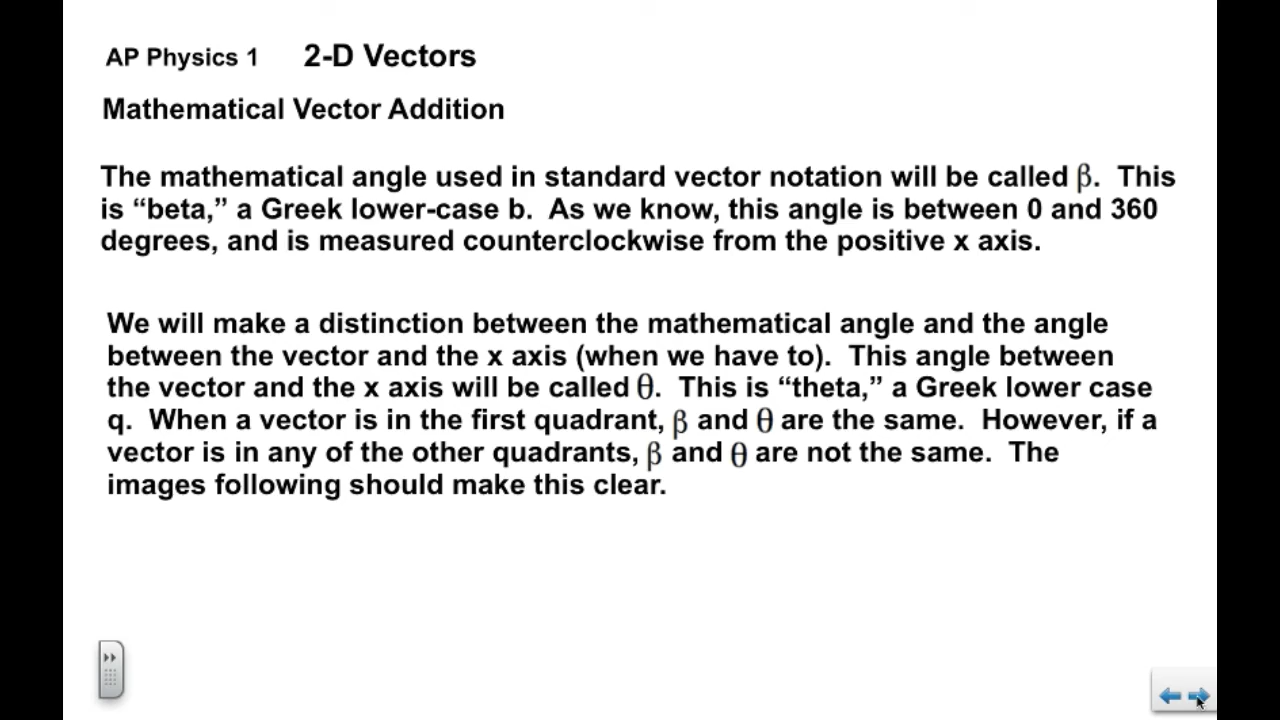 AP Physics 1 2-D Vectors
Mathematical Vector Addition
The mathematical angle used in standard vector notation will be called β. This
is “beta,” a Greek lower-case b. As we know, this angle is between 0 and 360
degrees, and is measured counterclockwise from the positive x axis.
We will make a distinction between the mathematical angle and the angle
between the vector and the x axis (when we have to). This angle between
the vector and the x axis will be called θ. This is “theta,” a Greek lower case
q. When a vector is in the first quadrant, β and θ are the same. However, if a
vector is in any of the other quadrants, β and θ are not the same. The
images following should make this clear.